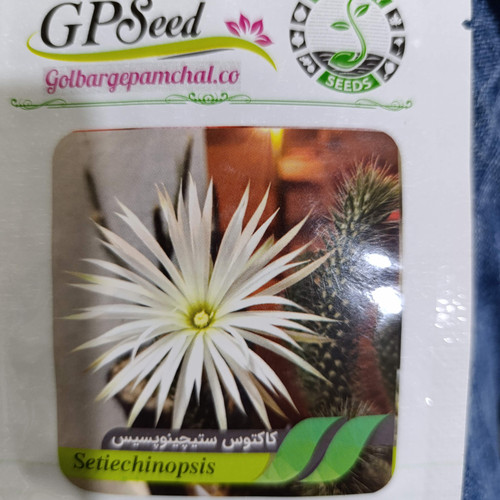 GPSeed
Golbargepamchal.co
SEEDS
کاکتوس ستیچینوپسیس
Setiechinopsis